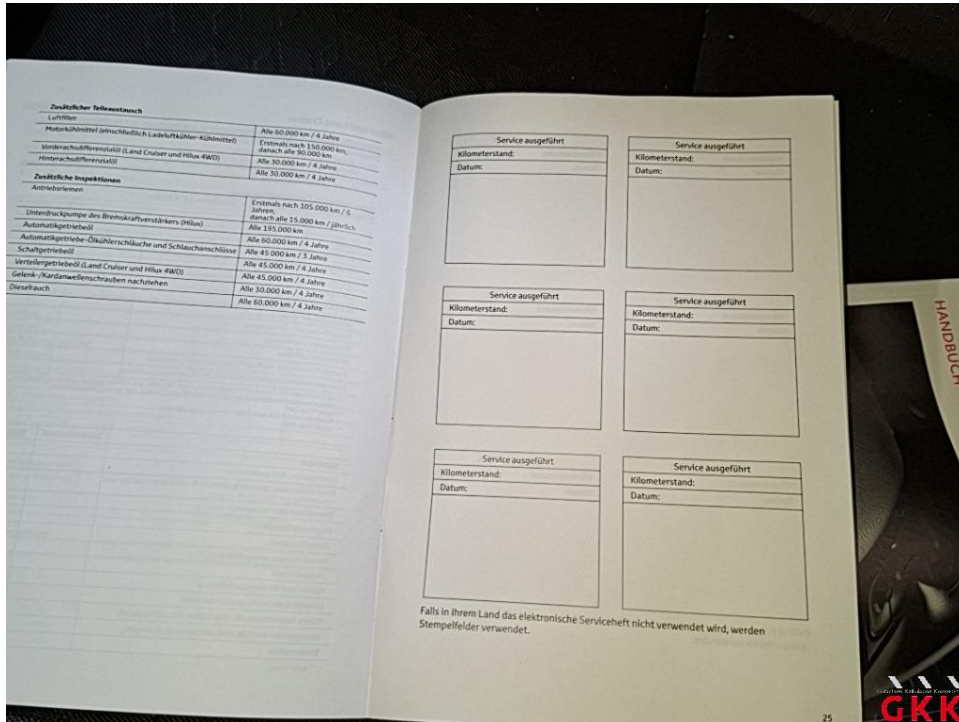 Zusätzlicher Teileaustausch
Luftfilter
Alle 60.000 km / 4 Jahre
Motorkühlmittel (einschließlich Ladeluftkühler-Kühlmittel)
Erstmals nach 150.000 km,
danach alle 90.000 km
Vorderachsdifferenzialöl (Land Cruiser und Hilux 4WD)
Alle 30.000 km / 4 Jahre
Hinterachsdifferenzialöl
Alle 30.000 km / 4 Jahre
Zusätzliche Inspektionen
Antriebsriemen
Erstmals nach 105.000 km / 6
Jahren,
danach alle 15.000 km / jährlich
Unterdruckpumpe des Bremskraftverstärkers (Hilux)
Alle 195.000 km
Automatikgetriebeöl
Alle 60.000 km / 4 Jahre
Automatikgetriebe-Ölkühlerschläuche und Schlauchanschlüsse
Alle 45 000 km / 3 Jahre
Schaltgetriebeöl
Alle 45.000 km / 4 Jahre
Verteilergetriebeöl (Land Cruiser und Hilux 4WD)
Alle 45.000 km / 4 Jahre
Gelenk-/Kardanwellenschrauben nachziehen
Alle 30 000 km / 4 Jahre
Dieselrauch
Alle 60.000 km / 4 Jahre
Service ausgeführt
Kilometerstand:
Datum:
Service ausgeführt
Kilometerstand:
Datum:
Service ausgeführt
Kilometerstand:
Datum:
Service ausgeführt
Kilometerstand:
Datum:
Service ausgeführt
Kilometerstand:
Datum:
Service ausgeführt
Kilometerstand:
Datum:
Falls in Ihrem Land das elektronische Serviceheft nicht verwendet wird, werden
Stempelfelder verwendet.
25
HANDBUCH
GKK